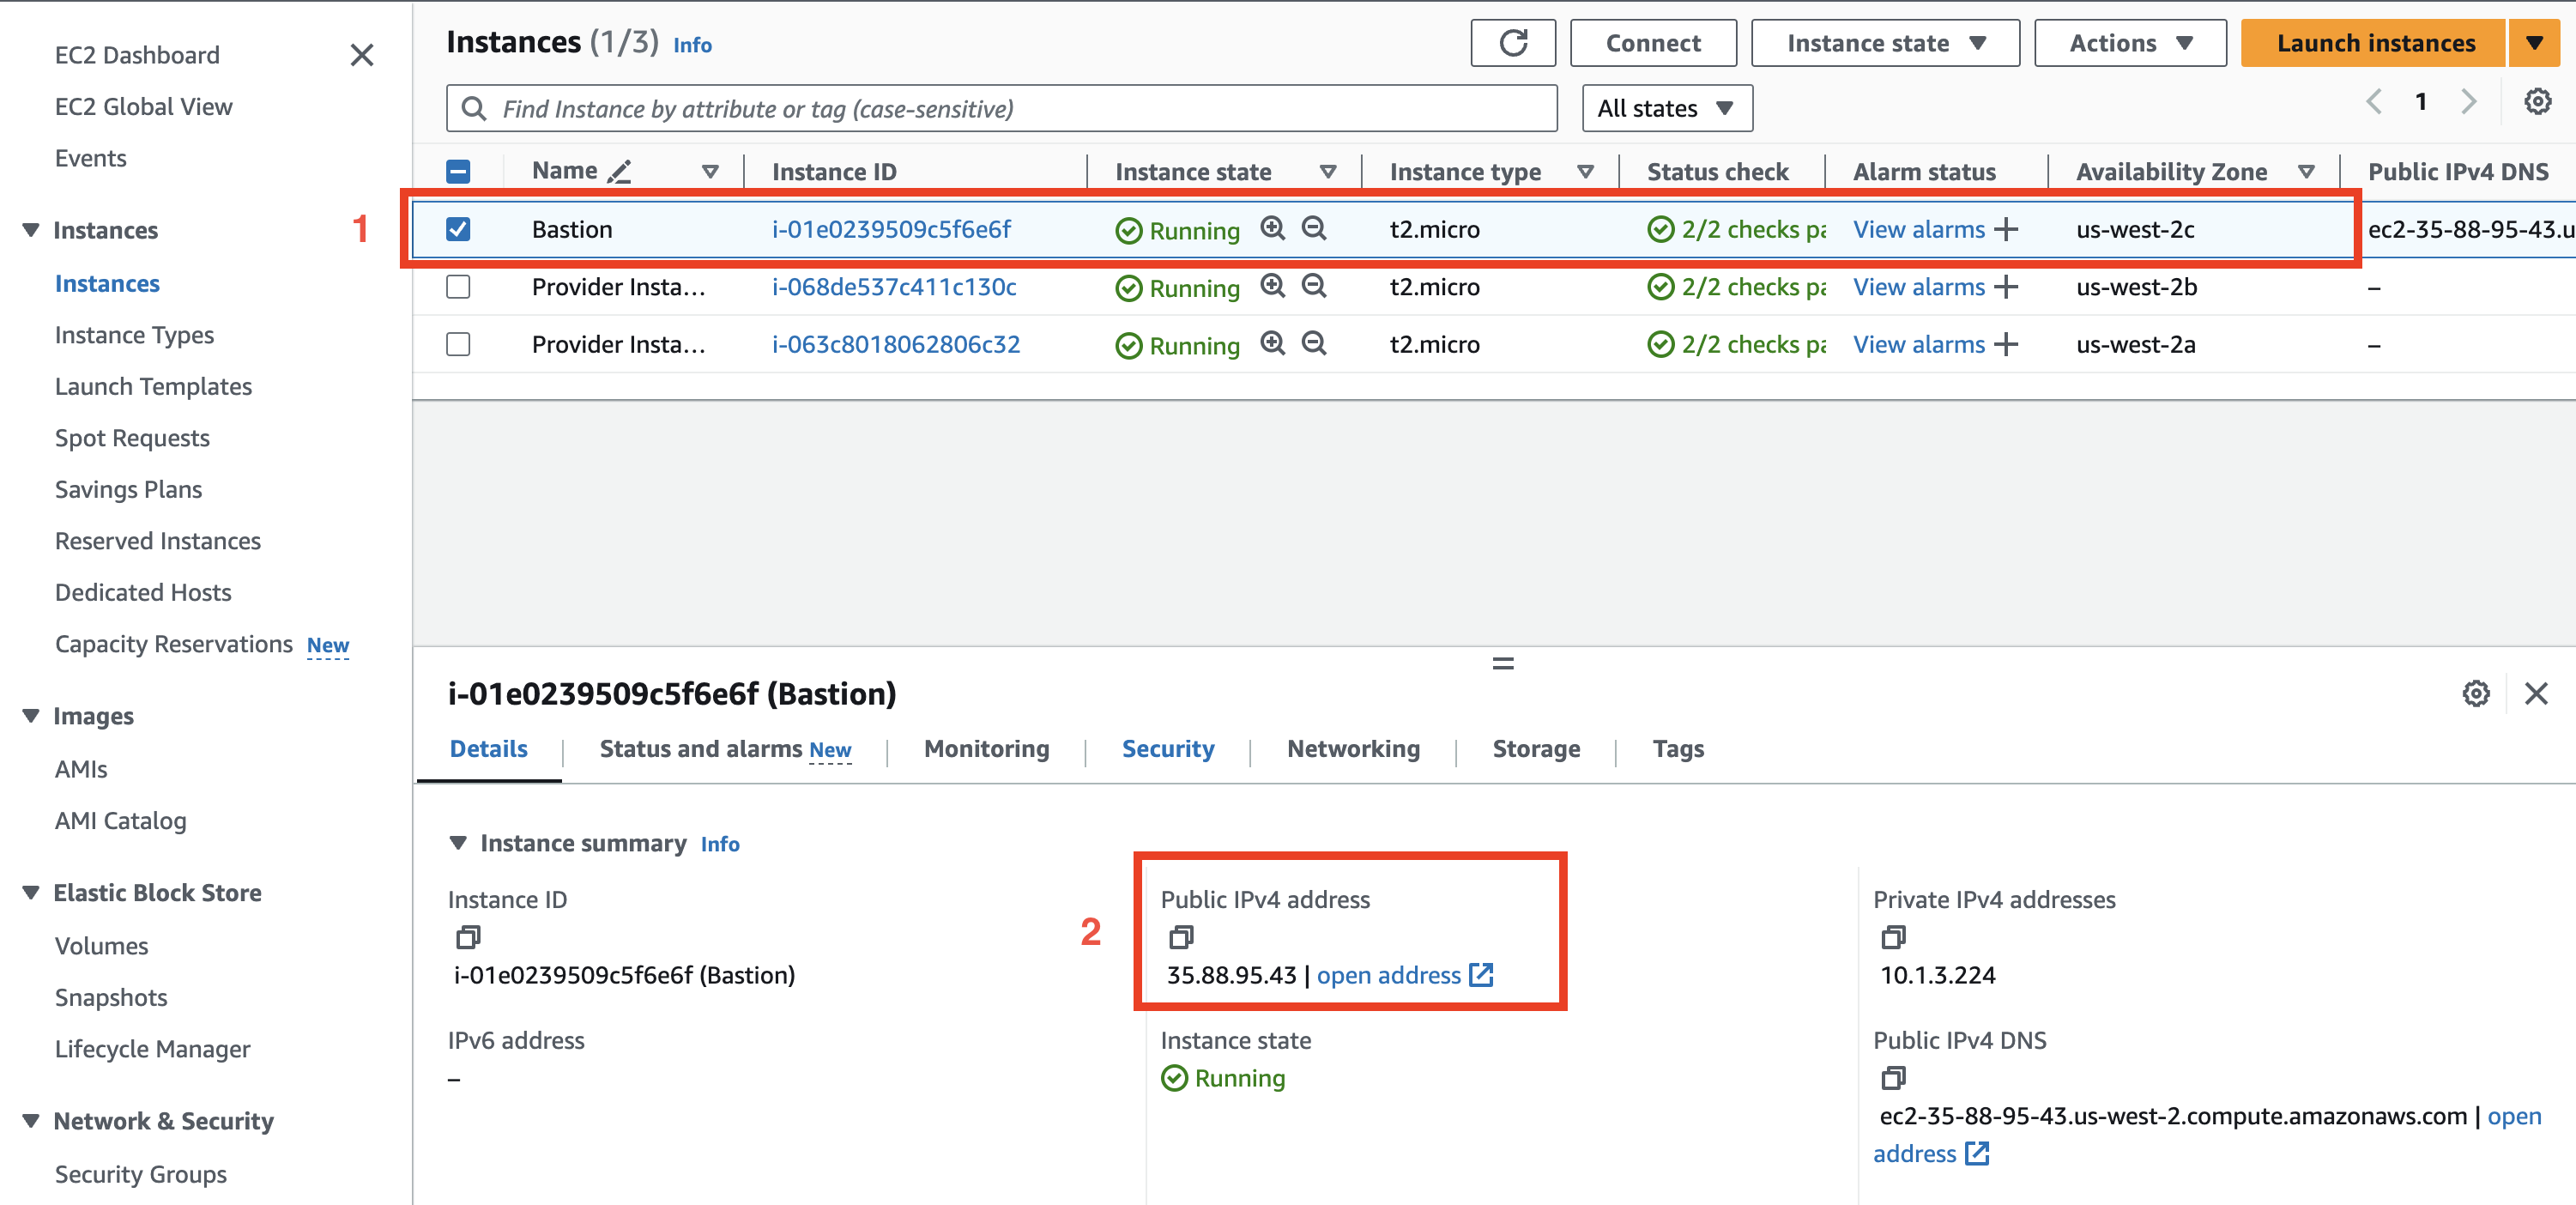 EC2 Dashboard
EC2 Global View
Events
Instances
Instances
Instance Types
Launch Templates
Spot Requests
Savings Plans
Reserved Instances
Dedicated Hosts
Capacity Reservations New
Images
AMIs
AMI Catalog
Elastic Block Store
Volumes
Snapshots
Lifecycle Manager
Network & Security
Security Groups
Instances (1/3) Info
Connect
Instance state
Actions
Launch instances
Find Instance by attribute or tag (case-sensitive)
All states
1
Name Instance ID Instance state Instance type Status check Alarm status Availability Zone Public IPv4 DNS
1
Bastion i-01e0239509c5f6e6f Running t2.micro 2/2 checks pa View alarms + us-west-2c ec2-35-88-95-43.u
Provider Insta... i-068de537c411c130c Running t2.micro 2/2 checks pa View alarms + us-west-2b –
Provider Insta... i-063c8018062806c32 Running t2.micro 2/2 checks pa View alarms + us-west-2a –
i-01e0239509c5f6e6f (Bastion)
Details Status and alarms New Monitoring Security Networking Storage Tags
Instance summary Info
Instance ID
i-01e0239509c5f6e6f (Bastion)
2
Public IPv4 address
35.88.95.43 | open address
Private IPv4 addresses
10.1.3.224
IPv6 address
–
Instance state
Running
Public IPv4 DNS
ec2-35-88-95-43.us-west-2.compute.amazonaws.com | open
address